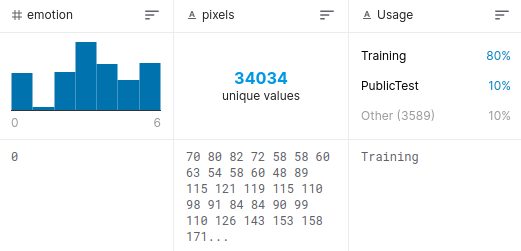 # emotion
A pixels
A Usage
0 6
34034
unique values
Training 80%
PublicTest 10%
Other (3589) 10%
0
70 80 82 72 58 58 60
63 54 58 60 48 89
115 121 119 115 110
98 91 84 84 90 99
110 126 143 153 158
171...
Training